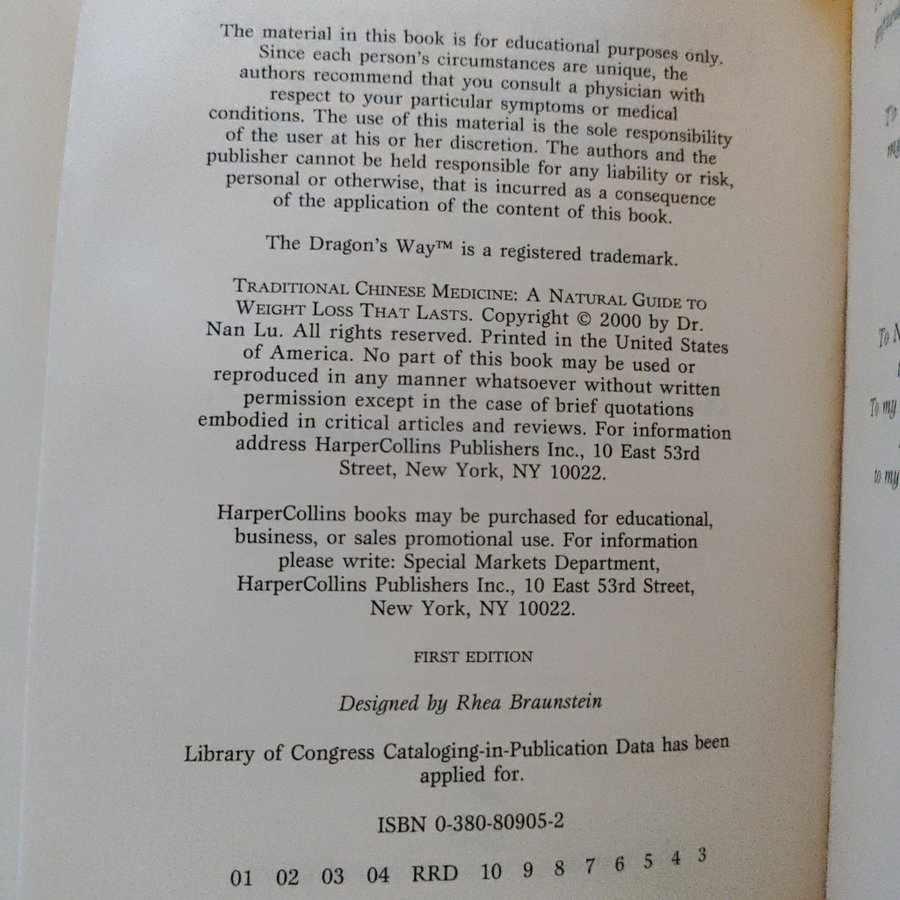 The material in this book is for educational purposes only.
Since each person's circumstances are unique, the
authors recommend that you consult a physician with
respect to your particular symptoms or medical
conditions. The use of this material is the sole responsibility
of the user at his or her discretion. The authors and the
publisher cannot be held responsible for any liability or risk,
personal or otherwise, that is incurred as a consequence
of the application of the content of this book.
The Dragon's Way™ is a registered trademark.
TRADITIONAL CHINESE MEDICINE: A NATURAL GUIDE TO
WEIGHT LOSS THAT LASTS. Copyright © 2000 by Dr.
Nan Lu. All rights reserved. Printed in the United States
of America. No part of this book may be used or
reproduced in any manner whatsoever without written
permission except in the case of brief quotations
embodied in critical articles and reviews. For information
address HarperCollins Publishers Inc., 10 East 53rd
Street, New York, NY 10022.
HarperCollins books may be purchased for educational,
business, or sales promotional use. For information
please write: Special Markets Department,
HarperCollins Publishers Inc., 10 East 53rd Street,
New York, NY 10022.
FIRST EDITION
Designed by Rhea Braunstein
Library of Congress Cataloging-in-Publication Data has been
applied for.
ISBN 0-380-80905-2
01 02 03 04 RRD 10 9 8 7 6 5 4 3
To
To
To my
to my